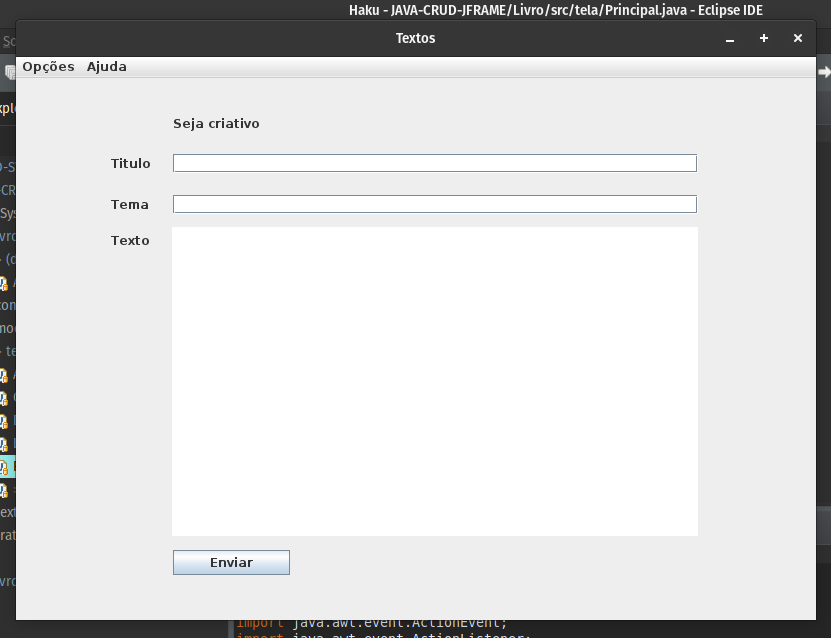 Haku - JAVA-CRUD-JFRAME/Livro/src/tela/Principal.java - Eclipse IDE
Textos
Opções Ajuda
Seja criativo
Titulo
Tema
Texto
Enviar
import java.awt.event.ActionEvent;
import java.awt.event.ActionListener;